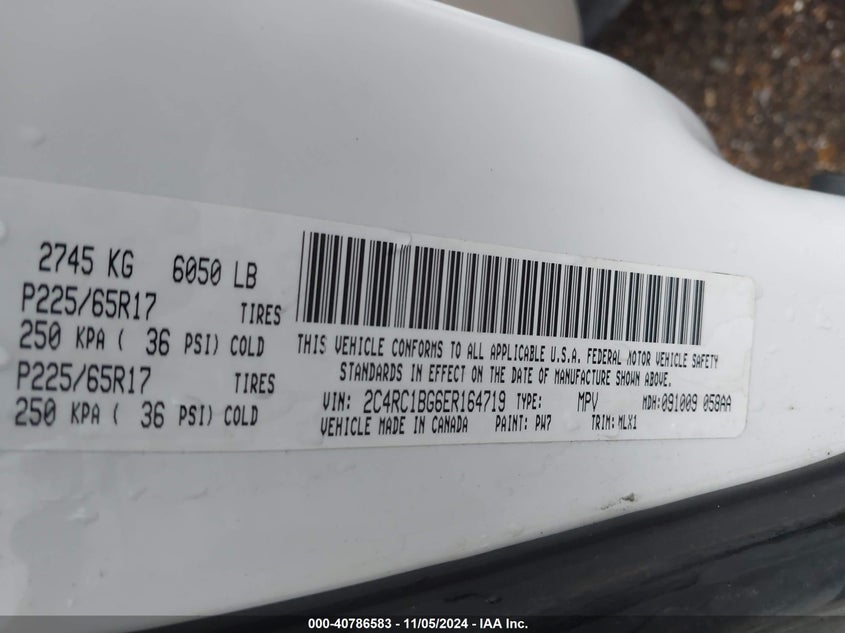 2745 KG 6050 LB
P225/65R17 TIRES
250 KPA ( 36 PSI) COLD
P225/65R17 TIRES
250 KPA ( 36 PSI) COLD
THIS VEHICLE CONFORMS TO ALL APPLICABLE U.S.A. FEDERAL MOTOR VEHICLE SAFETY
STANDARDS IN EFFECT ON THE DATE OF MANUFACTURE SHOWN ABOVE.
VIN: 2C4RC1BG6ER164719 TYPE: MPV MDH:091009 058AA
VEHICLE MADE IN CANADA PAINT: PW7 TRIM: MLX1
000-40786583 - 11/05/2024 - IAA Inc.